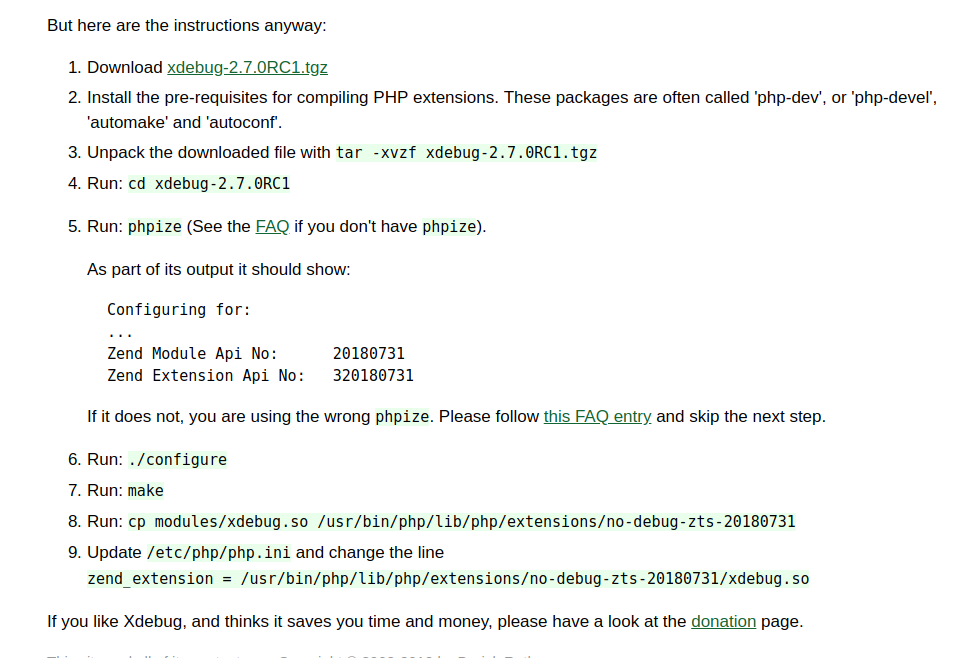 But here are the instructions anyway:
1. Download xdebug-2.7.0RC1.tgz
2. Install the pre-requisites for compiling PHP extensions. These packages are often called 'php-dev', or 'php-devel',
'automake' and 'autoconf'.
3. Unpack the downloaded file with tar -xvzf xdebug-2.7.0RC1.tgz
4. Run: cd xdebug-2.7.0RC1
5. Run: phpize (See the FAQ if you don't have phpize).
As part of its output it should show:
Configuring for:
...
Zend Module Api No:      20180731
Zend Extension Api No:   320180731
If it does not, you are using the wrong phpize. Please follow this FAQ entry and skip the next step.
6. Run: ./configure
7. Run: make
8. Run: cp modules/xdebug.so /usr/bin/php/lib/php/extensions/no-debug-zts-20180731
9. Update /etc/php/php.ini and change the line
zend_extension = /usr/bin/php/lib/php/extensions/no-debug-zts-20180731/xdebug.so
If you like Xdebug, and thinks it saves you time and money, please have a look at the donation page.